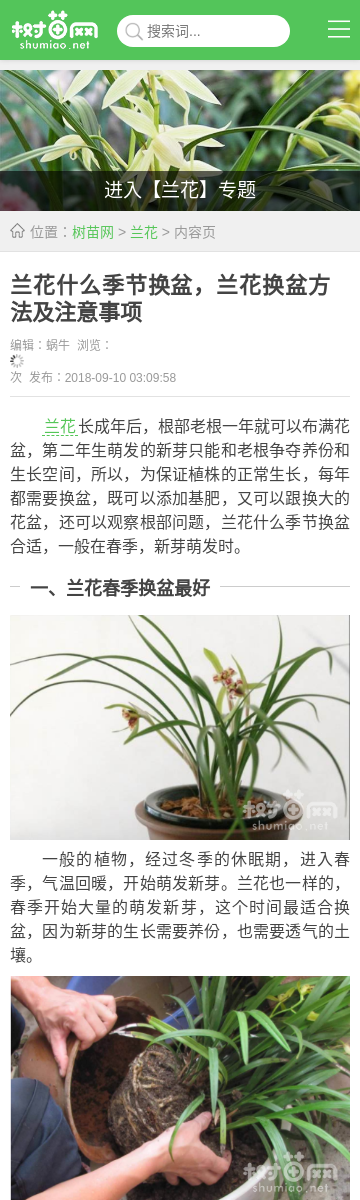 树苗网
shumiao.net
搜索词...
进入【兰花】专题
位置：树苗网 > 兰花 > 内容页
兰花什么季节换盆，兰花换盆方
法及注意事项
编辑：蜗牛 浏览：
次 发布：2018-09-10 03:09:58
兰花长成年后，根部老根一年就可以布满花
盆，第二年生萌发的新芽只能和老根争夺养份和
生长空间，所以，为保证植株的正常生长，每年
都需要换盆，既可以添加基肥，又可以跟换大的
花盆，还可以观察根部问题，兰花什么季节换盆
合适，一般在春季，新芽萌发时。
一、兰花春季换盆最好
树苗网
shumiao.net
一般的植物，经过冬季的休眠期，进入春
季，气温回暖，开始萌发新芽。兰花也一样的，
春季开始大量的萌发新芽，这个时间最适合换
盆，因为新芽的生长需要养份，也需要透气的土
壤。
树苗网
shumiao.net